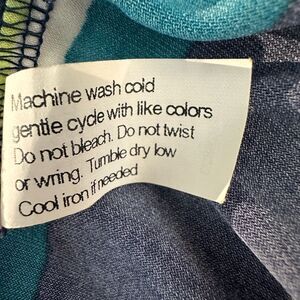 Machine wash cold
gentle cycle with like colors
Do not bleach. Do not twist
or wring. Tumble dry low
Cool iron if needed